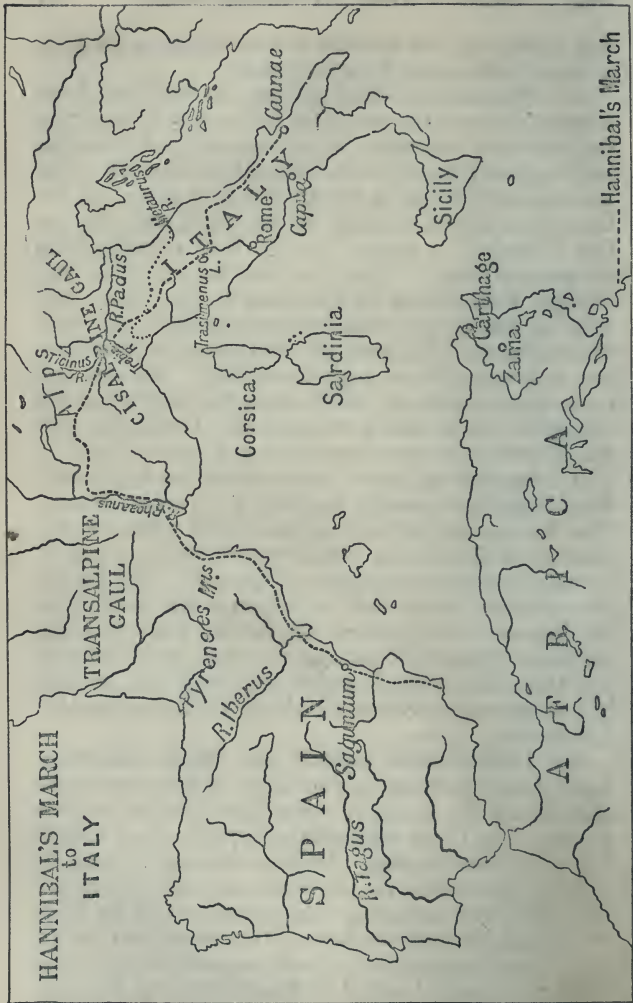 HANNIBAL'S MARCH
to
ITALY
TRANSALPINE
GAUL
ALPS
Ticinus
R.
CISALPINE GAUL
R.Padus
Metaurus
R.
R.Rhodanus
Pyrenees Mts
R.Iberus
SPAIN
Saguntum
R.Tagus
ITALY
Trasimenus
L.
Rome
Cannae
Capua
Corsica
Sardinia
Sicily
Carthage
Zama
AFRICA
Hannibal's March